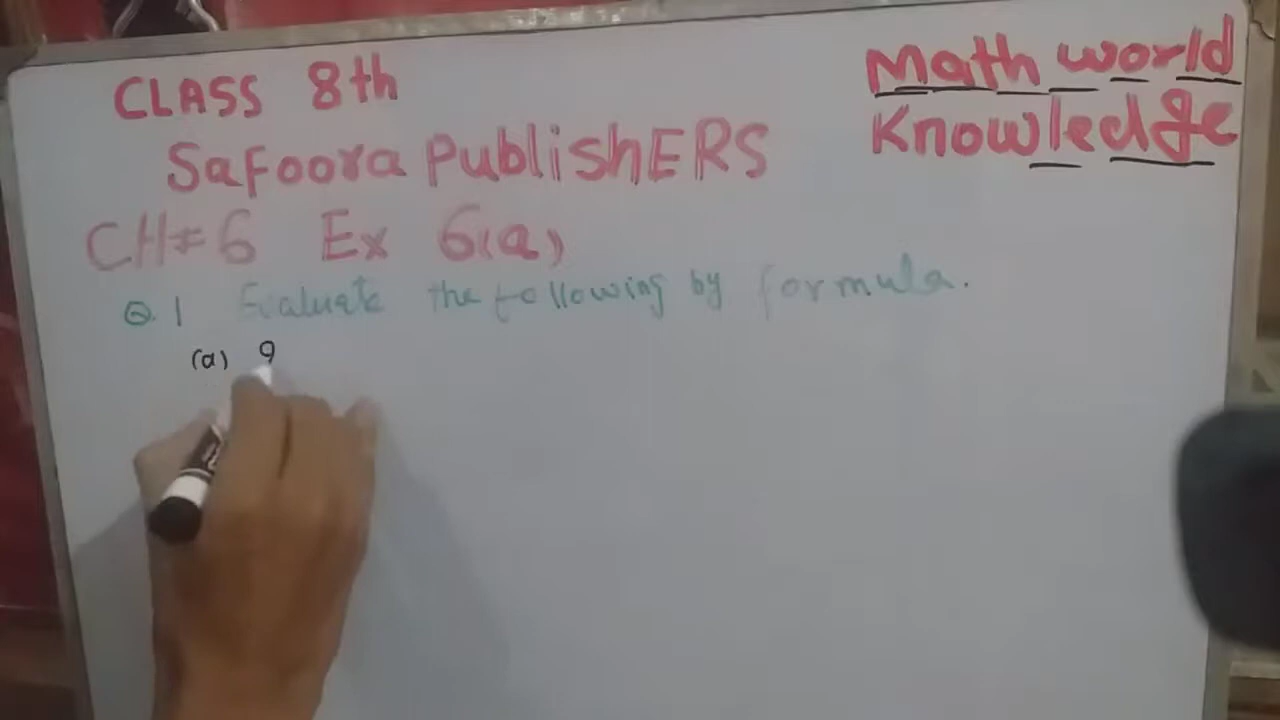 CLASS 8th
Math world
Knowledge
Safoora PublishERS
CH#6 Ex 6(a)
Q.1 Evaluate the following by formula.
(a) 9